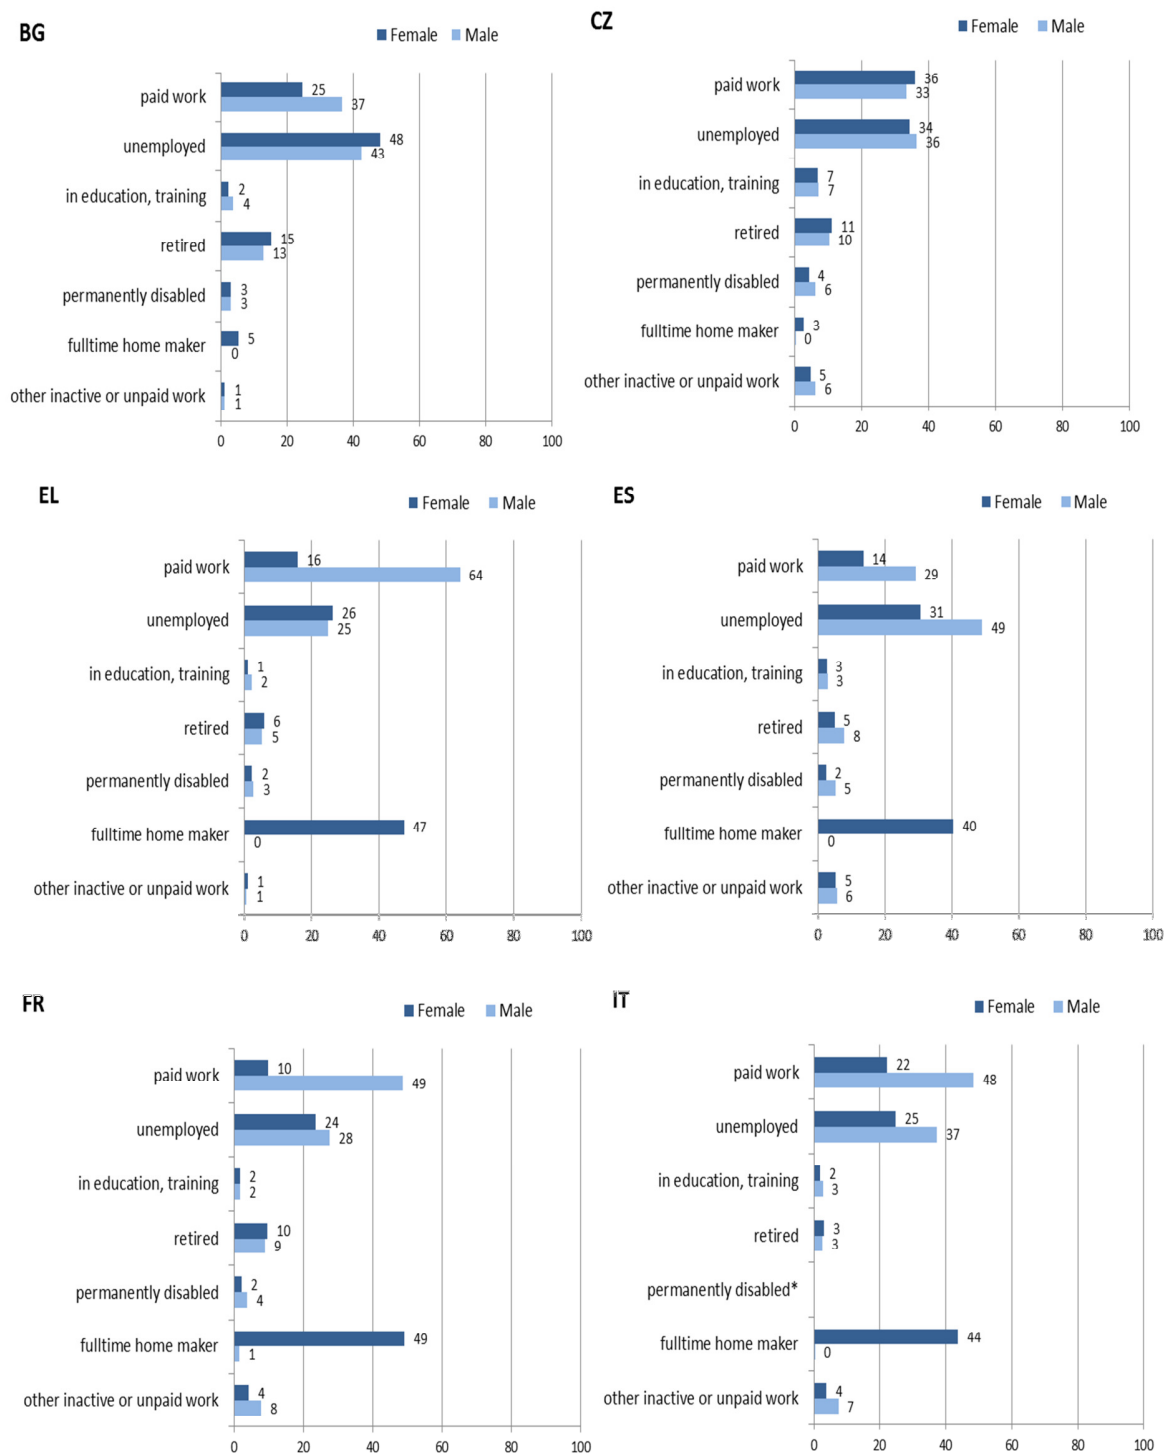 BG
Female Male
paid work 25
37
unemployed 48
43
in education, training 2
4
retired 15
13
permanently disabled 3
3
fulltime home maker 5
0
other inactive or unpaid work 1
1
0 20 40 60 80 100
CZ
Female Male
paid work 36
33
unemployed 34
36
in education, training 7
7
retired 11
10
permanently disabled 4
6
fulltime home maker 3
0
other inactive or unpaid work 5
6
0 20 40 60 80 100
EL
Female Male
paid work 16
64
unemployed 26
25
in education, training 1
2
retired 6
5
permanently disabled 2
3
fulltime home maker 47
0
other inactive or unpaid work 1
1
0 20 40 60 80 100
ES
Female Male
paid work 14
29
unemployed 31
49
in education, training 3
3
retired 5
8
permanently disabled 2
5
fulltime home maker 40
0
other inactive or unpaid work 5
6
0 20 40 60 80 100
FR
Female Male
paid work 10
49
unemployed 24
28
in education, training 2
2
retired 10
9
permanently disabled 2
4
fulltime home maker 49
1
other inactive or unpaid work 4
8
0 20 40 60 80 100
IT
Female Male
paid work 22
48
unemployed 25
37
in education, training 2
3
retired 3
3
permanently disabled*
fulltime home maker 44
0
other inactive or unpaid work 4
7
0 20 40 60 80 100